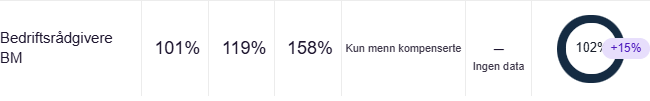 Bedriftsrådgivere
BM
101%
119%
158%
Kun menn kompenserte
—
Ingen data
102%
+15%